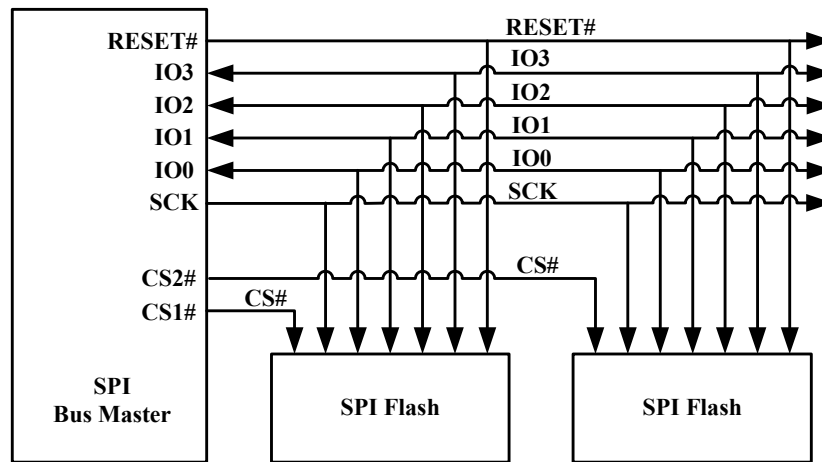 RESET# RESET#
IO3 IO3
IO2 IO2
IO1 IO1
IO0 IO0
SCK SCK
CS2# CS#
CS1# CS#
SPI
Bus Master
SPI Flash SPI Flash